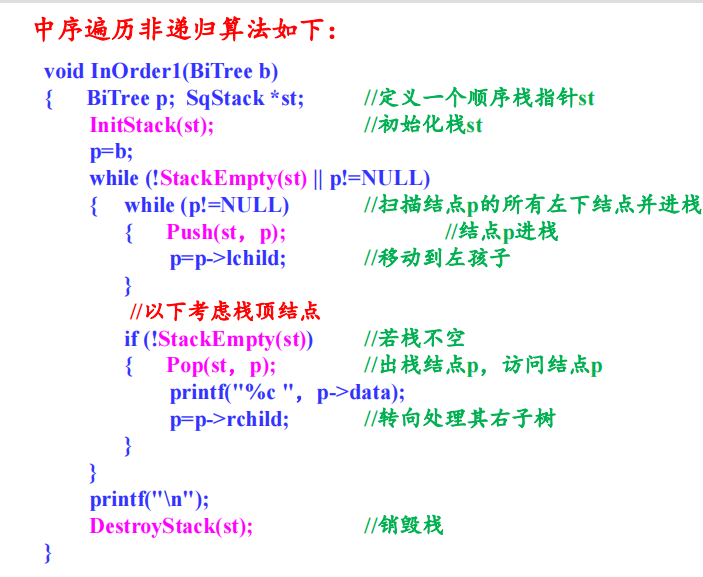 中序遍历非递归算法如下：
void InOrder1(BiTree b)
{ BiTree p; SqStack *st; //定义一个顺序栈指针st
InitStack(st); //初始化栈st
p=b;
while (!StackEmpty(st) || p!=NULL)
{ while (p!=NULL) //扫描结点p的所有左下结点并进栈
{ Push(st，p); //结点p进栈
p=p->lchild; //移动到左孩子
}
//以下考虑栈顶结点
if (!StackEmpty(st)) //若栈不空
{ Pop(st，p); //出栈结点p，访问结点p
printf("%c "，p->data);
p=p->rchild; //转向处理其右子树
}
}
printf("\n");
DestroyStack(st); //销毁栈
}